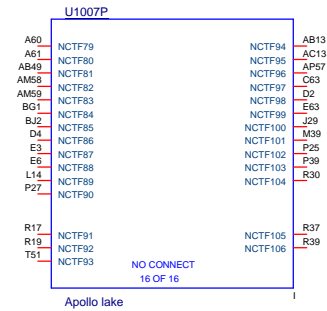 U1007P
A60 NCTF79 NCTF94 AB13
A61 NCTF80 NCTF95 AC13
AB49 NCTF81 NCTF96 AP57
AM58 NCTF82 NCTF97 C63
AM59 NCTF83 NCTF98 D2
BG1 NCTF84 NCTF99 E63
BJ2 NCTF85 NCTF100 J29
D4 NCTF86 NCTF101 M39
E3 NCTF87 NCTF102 P25
E6 NCTF88 NCTF103 P39
L14 NCTF89 NCTF104 R30
P27 NCTF90
R17 NCTF91 NCTF105 R37
R19 NCTF92 NCTF106 R39
T51 NCTF93
NO CONNECT
16 OF 16
Apollo lake